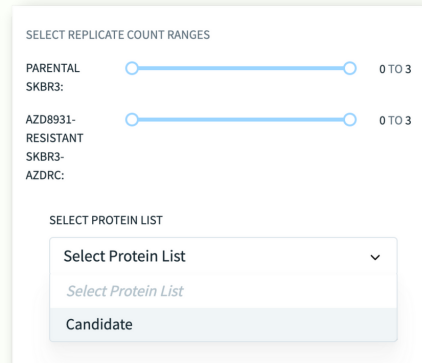 SELECT REPLICATE COUNT RANGES
PARENTAL
SKBR3:
0 TO 3
AZD8931-
RESISTANT
SKBR3-
AZDRC:
0 TO 3
SELECT PROTEIN LIST
Select Protein List
Select Protein List
Candidate